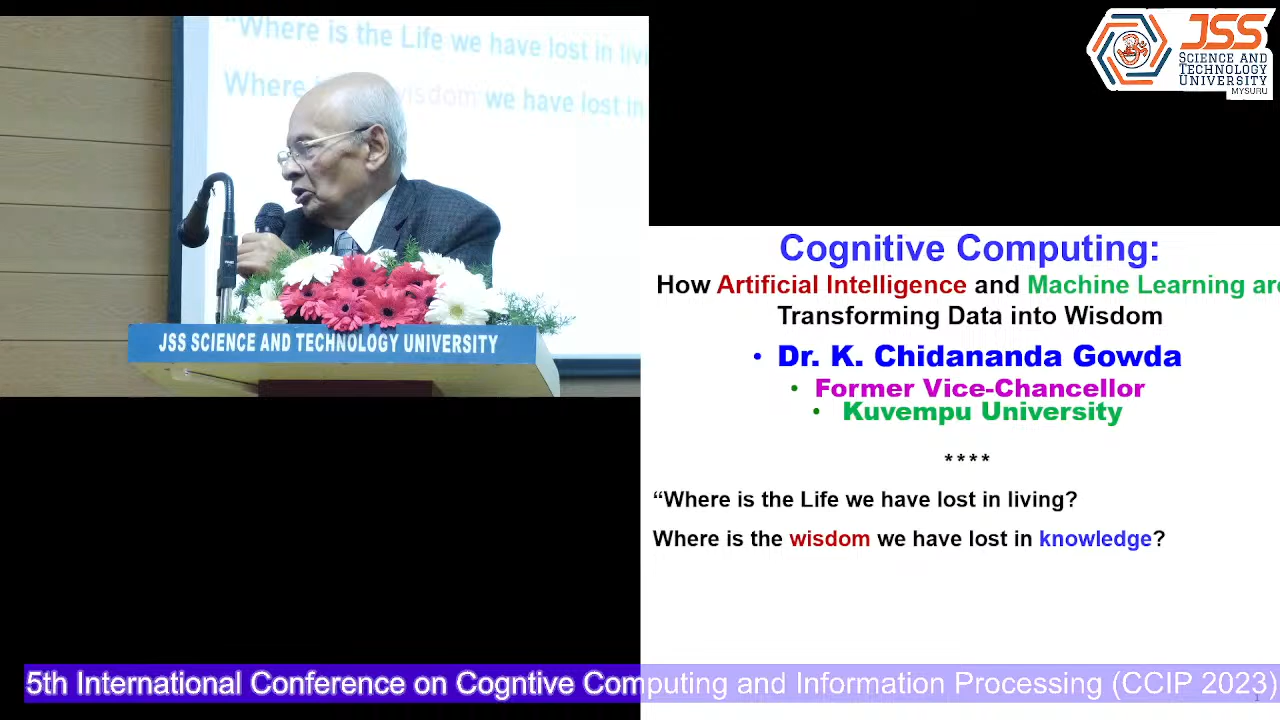 “Where is the Life we have lost in livi
Where wisdom we have lost in
JSS SCIENCE AND TECHNOLOGY UNIVERSITY
JSS
SCIENCE AND
TECHNOLOGY
UNIVERSITY
MYSURU
Cognitive Computing:
How Artificial Intelligence and Machine Learning are
Transforming Data into Wisdom
• Dr. K. Chidananda Gowda
• Former Vice-Chancellor
• Kuvempu University
****
“Where is the Life we have lost in living?
Where is the wisdom we have lost in knowledge?
5th International Conference on Cogntive Computing and Information Processing (CCIP 2023)
1